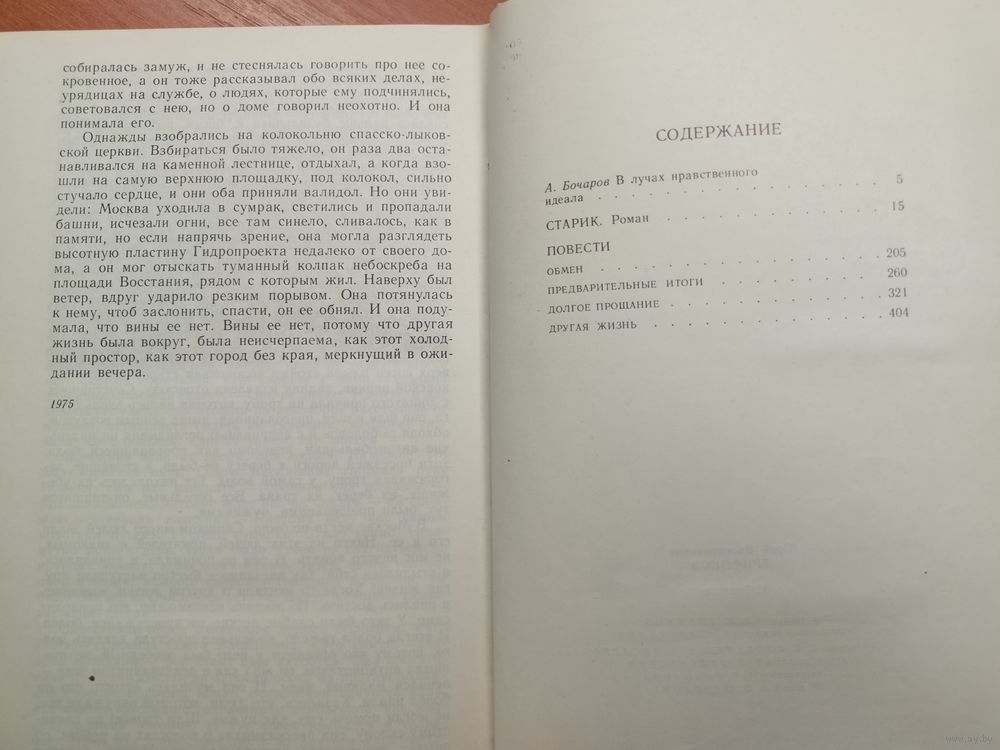 собиралась замуж, и не стеснялась говорить про нее со-
кровенное, а он тоже рассказывал обо всяких делах, не-
урядицах на службе, о людях, которые ему подчинялись,
советовался с нею, но о доме говорил неохотно. И она
понимала его.
Однажды взобрались на колокольню спасско-лыков-
ской церкви. Взбираться было тяжело, он раза два оста-
навливался на каменной лестнице, отдыхал, а когда взо-
шли на самую верхнюю площадку, под колокол, сильно
стучало сердце, и они оба приняли валидол. Но они уви-
дели: Москва уходила в сумрак, светились и пропадали
башни, исчезали огни, все там синело, сливалось, как в
памяти, но если напрячь зрение, она могла разглядеть
высотную пластину Гидропроекта недалеко от своего до-
ма, а он мог отыскать туманный колпак небоскреба на
площади Восстания, рядом с которым жил. Наверху был
ветер, вдруг ударило резким порывом. Она потянулась
к нему, чтоб заслонить, спасти, он ее обнял. И она поду-
мала, что вины ее нет. Вины ее нет, потому что другая
жизнь была вокруг, была неисчерпаема, как этот холод-
ный простор, как этот город без края, меркнущий в ожи-
дании вечера.
1975
СОДЕРЖАНИЕ
А. Бочаров В лучах нравственного
идеала . . . . . . . . . . . . 5
СТАРИК. Роман . . . . . . . . . . 15
ПОВЕСТИ
ОБМЕН . . . . . . . . . . . . 205
ПРЕДВАРИТЕЛЬНЫЕ ИТОГИ . . . . . . . 260
ДОЛГОЕ ПРОЩАНИЕ . . . . . . . . . 321
ДРУГАЯ ЖИЗНЬ . . . . . . . . . . 404
www.ay.by